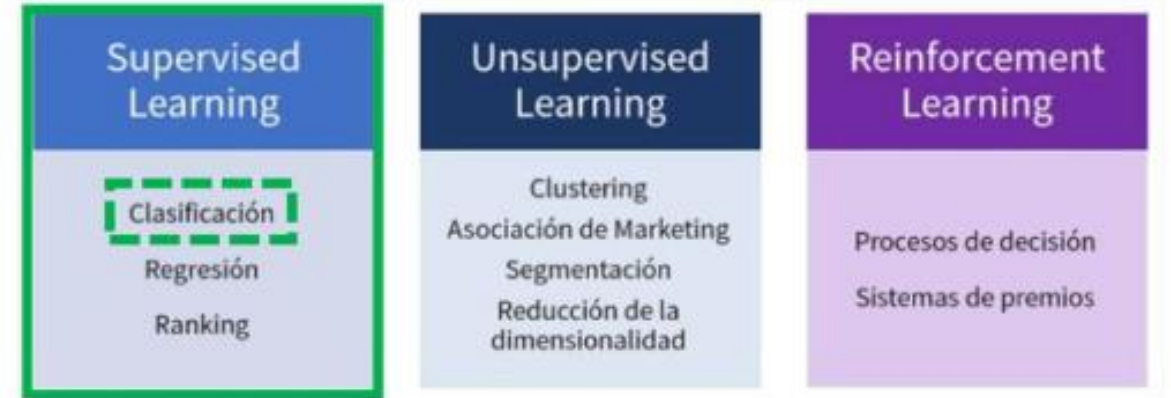 Supervised
Learning
Clasificación
Regresión
Ranking
Unsupervised
Learning
Clustering
Asociación de Marketing
Segmentación
Reducción de la
dimensionalidad
Reinforcement
Learning
Procesos de decisión
Sistemas de premios